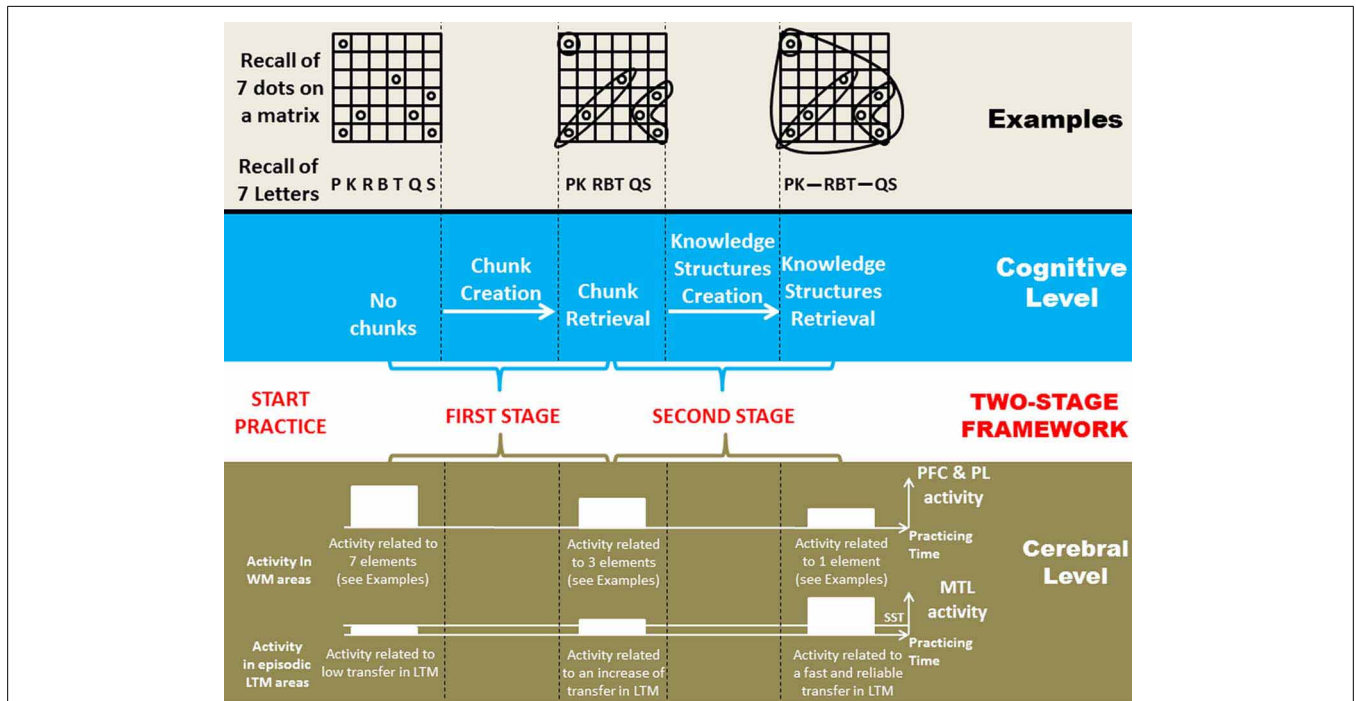 Recall of
7 dots on
a matrix
Examples
Recall of
7 Letters
P K R B T Q S
PK RBT QS
PK—RBT—QS
No
chunks
Chunk
Creation
Chunk
Retrieval
Knowledge
Structures
Creation
Knowledge
Structures
Retrieval
Cognitive
Level
START
PRACTICE
FIRST STAGE
SECOND STAGE
TWO-STAGE
FRAMEWORK
PFC & PL
activity
Practicing
Time
Activity In
WM areas
Activity related to
7 elements
(see Examples)
Activity related
to 3 elements
(see Examples)
Activity related
to 1 element
(see Examples)
Cerebral
Level
MTL
activity
SST
Practicing
Time
Activity
in episodic
LTM areas
Activity related to
low transfer in LTM
Activity related
to an increase of
transfer in LTM
Activity related to
a fast and reliable
transfer in LTM